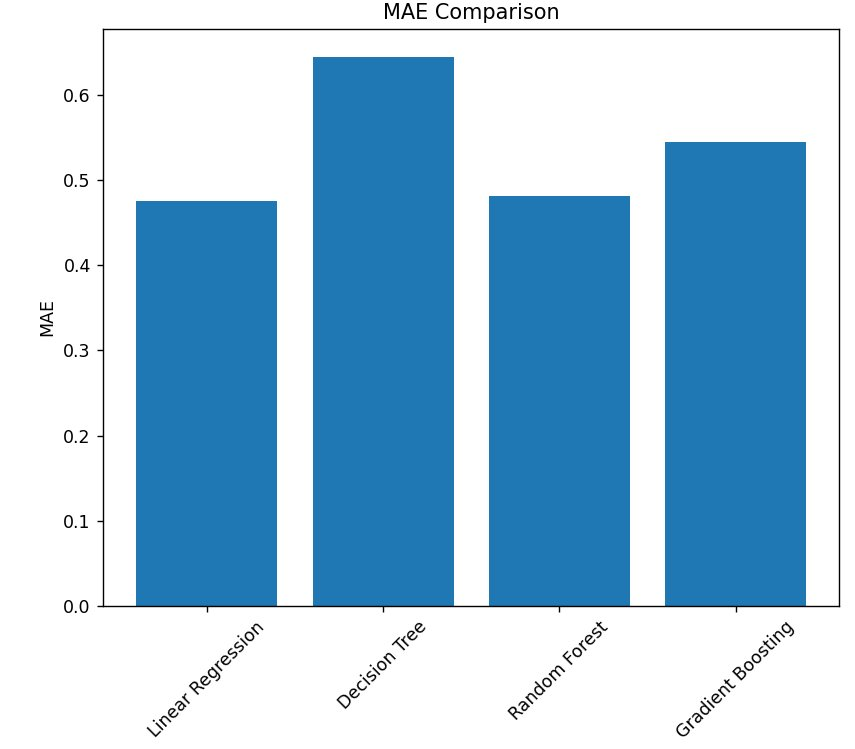 MAE Comparison
MAE
0.6
0.5
0.4
0.3
0.2
0.1
0.0
Linear Regression
Decision Tree
Random Forest
Gradient Boosting